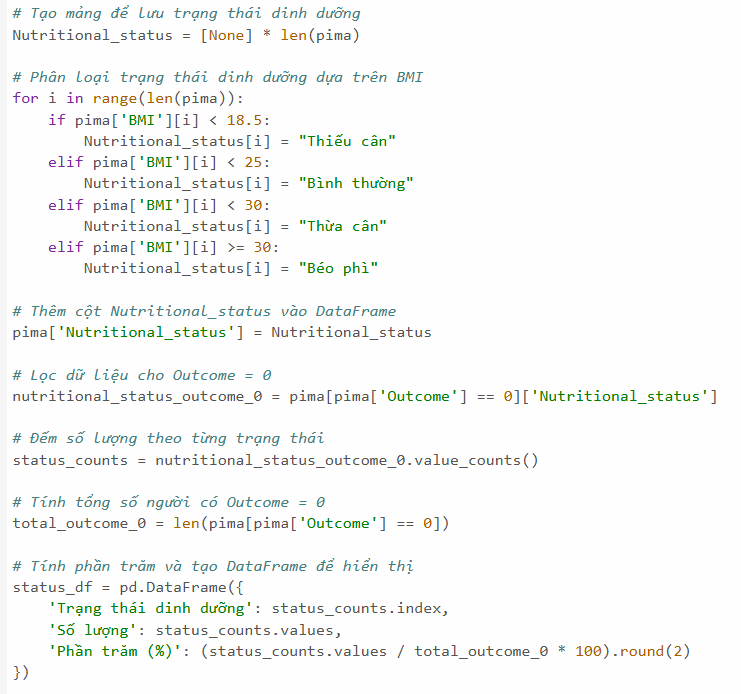 # Tạo mảng để lưu trạng thái dinh dưỡng
Nutritional_status = [None] * len(pima)
# Phân loại trạng thái dinh dưỡng dựa trên BMI
for i in range(len(pima)):
    if pima['BMI'][i] < 18.5:
        Nutritional_status[i] = "Thiếu cân"
    elif pima['BMI'][i] < 25:
        Nutritional_status[i] = "Bình thường"
    elif pima['BMI'][i] < 30:
        Nutritional_status[i] = "Thừa cân"
    elif pima['BMI'][i] >= 30:
        Nutritional_status[i] = "Béo phì"
# Thêm cột Nutritional_status vào DataFrame
pima['Nutritional_status'] = Nutritional_status
# Lọc dữ liệu cho Outcome = 0
nutritional_status_outcome_0 = pima[pima['Outcome'] == 0]['Nutritional_status']
# Đếm số lượng theo từng trạng thái
status_counts = nutritional_status_outcome_0.value_counts()
# Tính tổng số người có Outcome = 0
total_outcome_0 = len(pima[pima['Outcome'] == 0])
# Tính phần trăm và tạo DataFrame để hiển thị
status_df = pd.DataFrame({
    'Trạng thái dinh dưỡng': status_counts.index,
    'Số lượng': status_counts.values,
    'Phần trăm (%)': (status_counts.values / total_outcome_0 * 100).round(2)
})